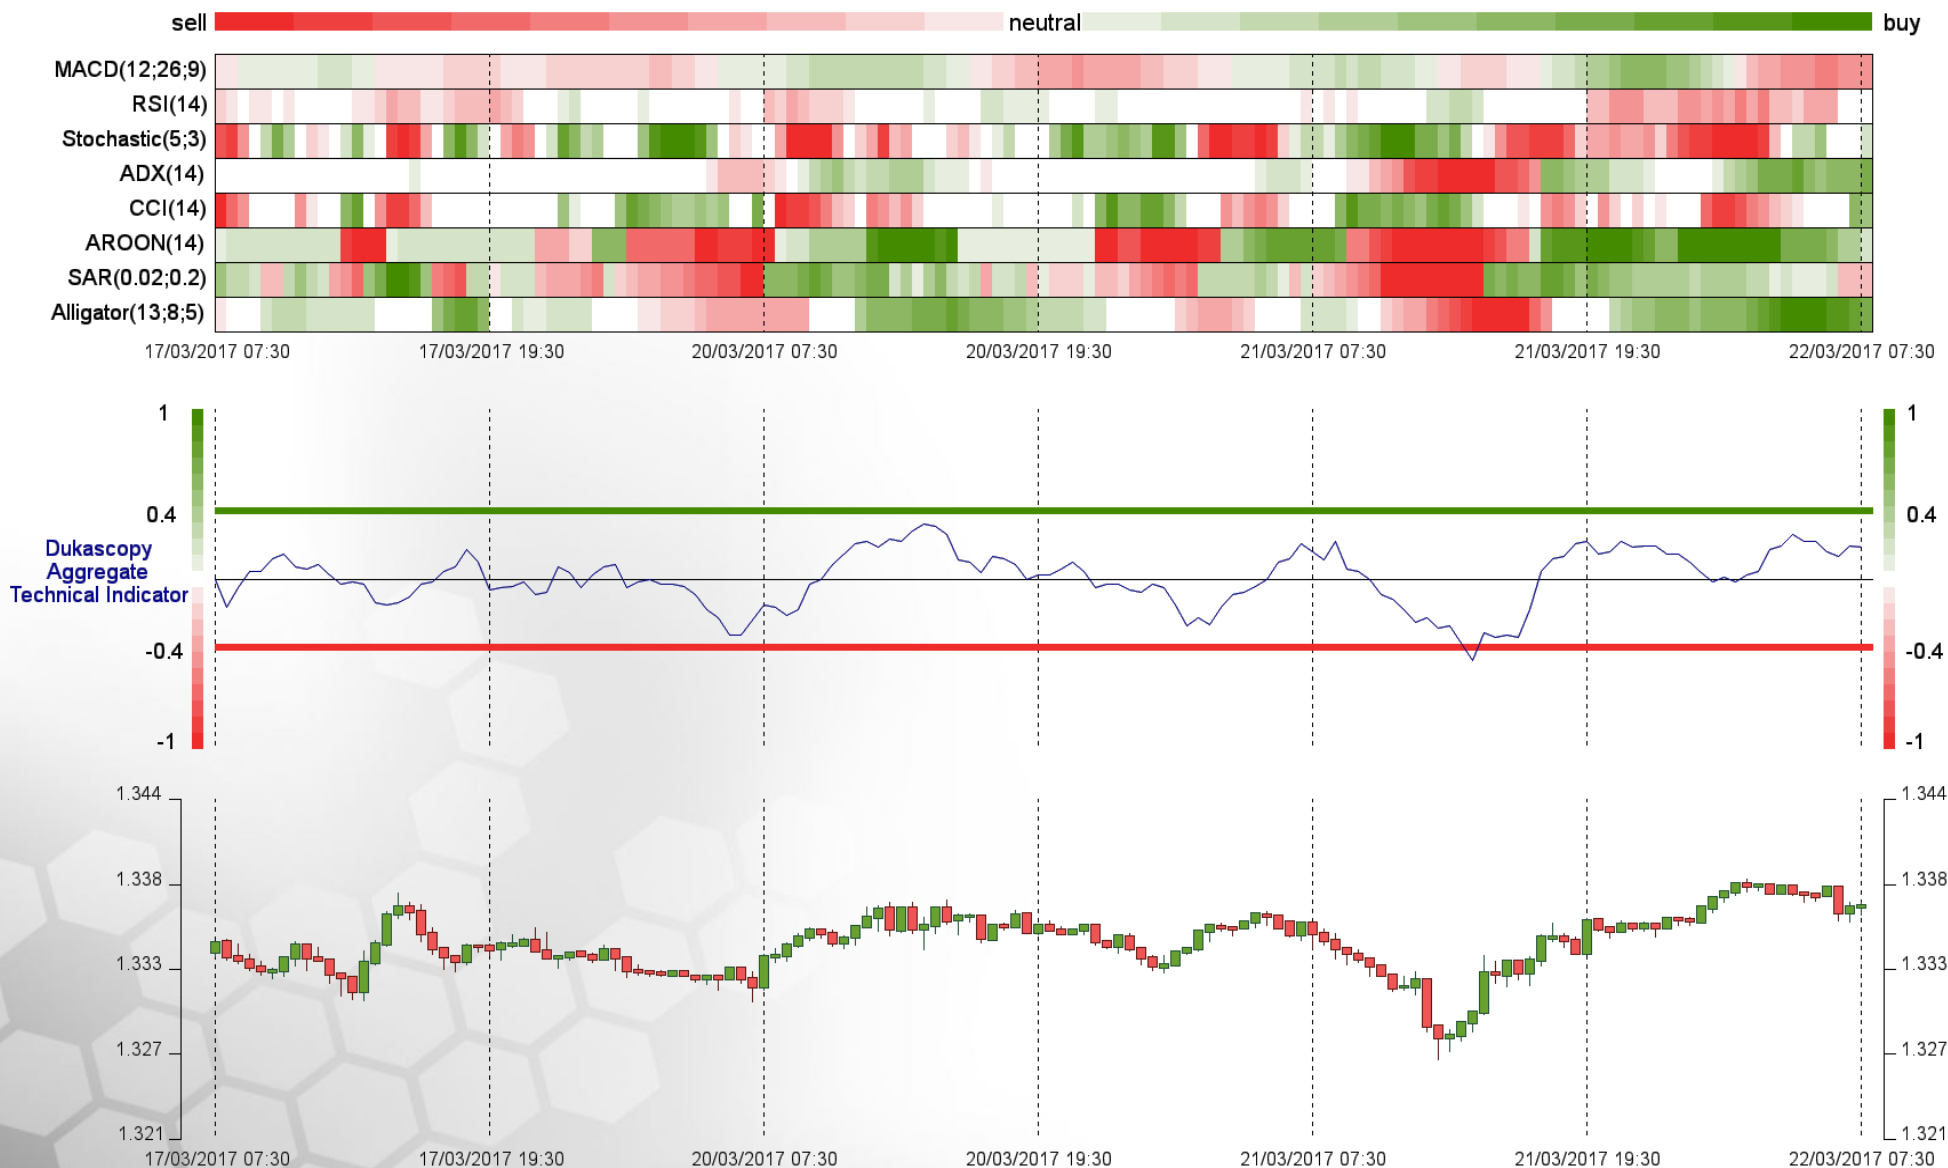 sell neutral buy
MACD(12;26;9)
RSI(14)
Stochastic(5;3)
ADX(14)
CCI(14)
AROON(14)
SAR(0.02;0.2)
Alligator(13;8;5)
17/03/2017 07:30 17/03/2017 19:30 20/03/2017 07:30 20/03/2017 19:30 21/03/2017 07:30 21/03/2017 19:30 22/03/2017 07:30
1 1
0.4 0.4
Dukascopy
Aggregate
Technical Indicator
-0.4 -0.4
-1 -1
1.344 1.344
1.338 1.338
1.333 1.333
1.327 1.327
1.321 1.321
17/03/2017 07:30 17/03/2017 19:30 20/03/2017 07:30 20/03/2017 19:30 21/03/2017 07:30 21/03/2017 19:30 22/03/2017 07:30